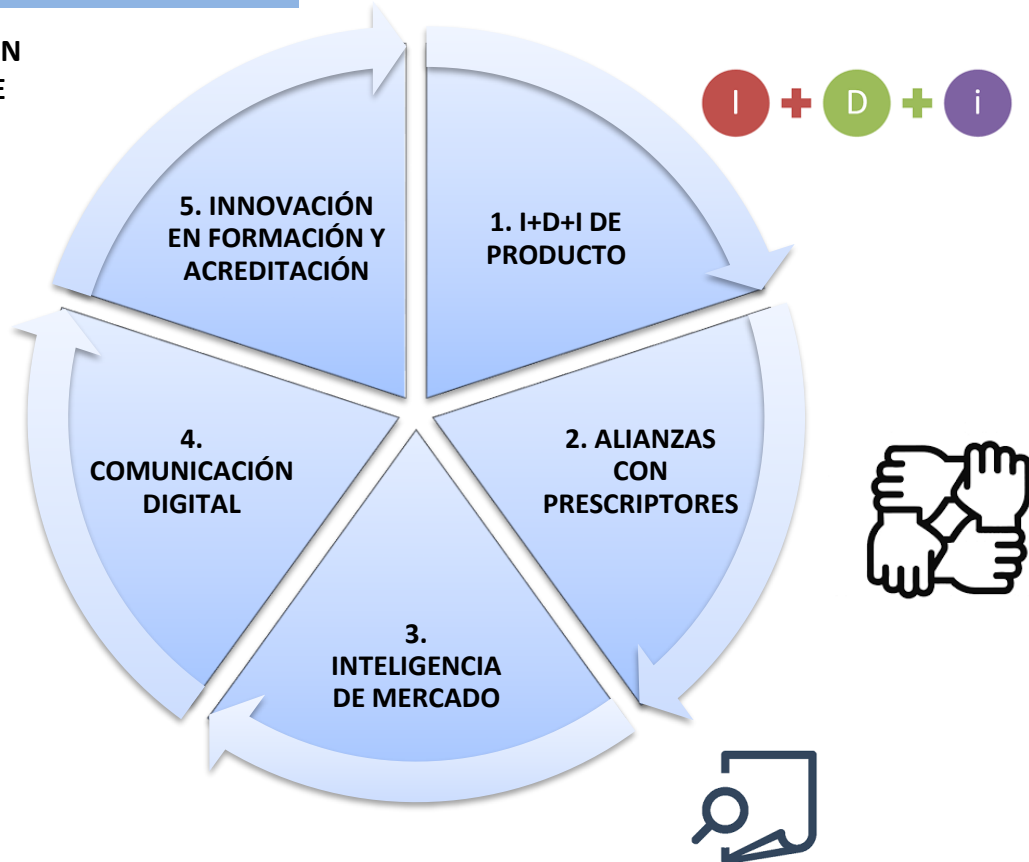 I + D + i
5. INNOVACIÓN
EN FORMACIÓN Y
ACREDITACIÓN
1. I+D+I DE
PRODUCTO
2. ALIANZAS
CON
PRESCRIPTORES
4.
COMUNICACIÓN
DIGITAL
3.
INTELIGENCIA
DE MERCADO